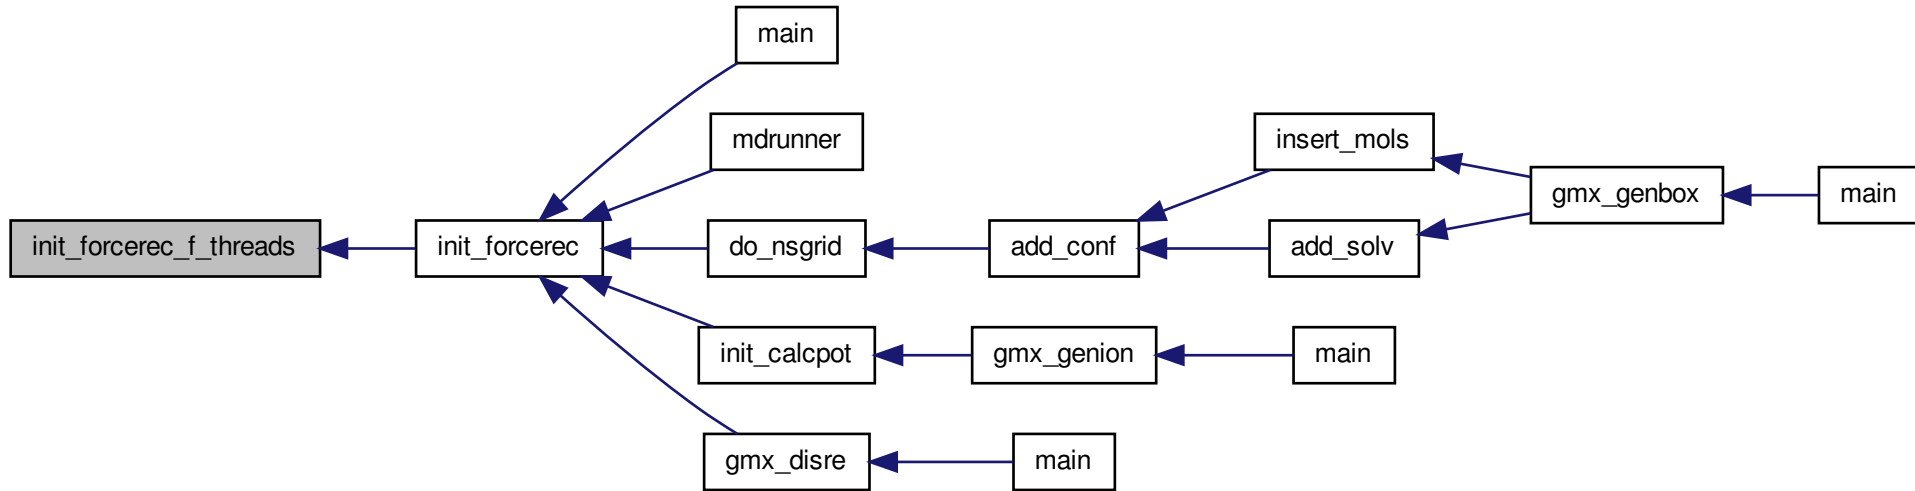 main
mdrunner
insert_mols
gmx_genbox
main
init_forcerec_f_threads
init_forcerec
do_nsgrid
add_conf
add_solv
init_calcpot
gmx_genion
main
gmx_disre
main